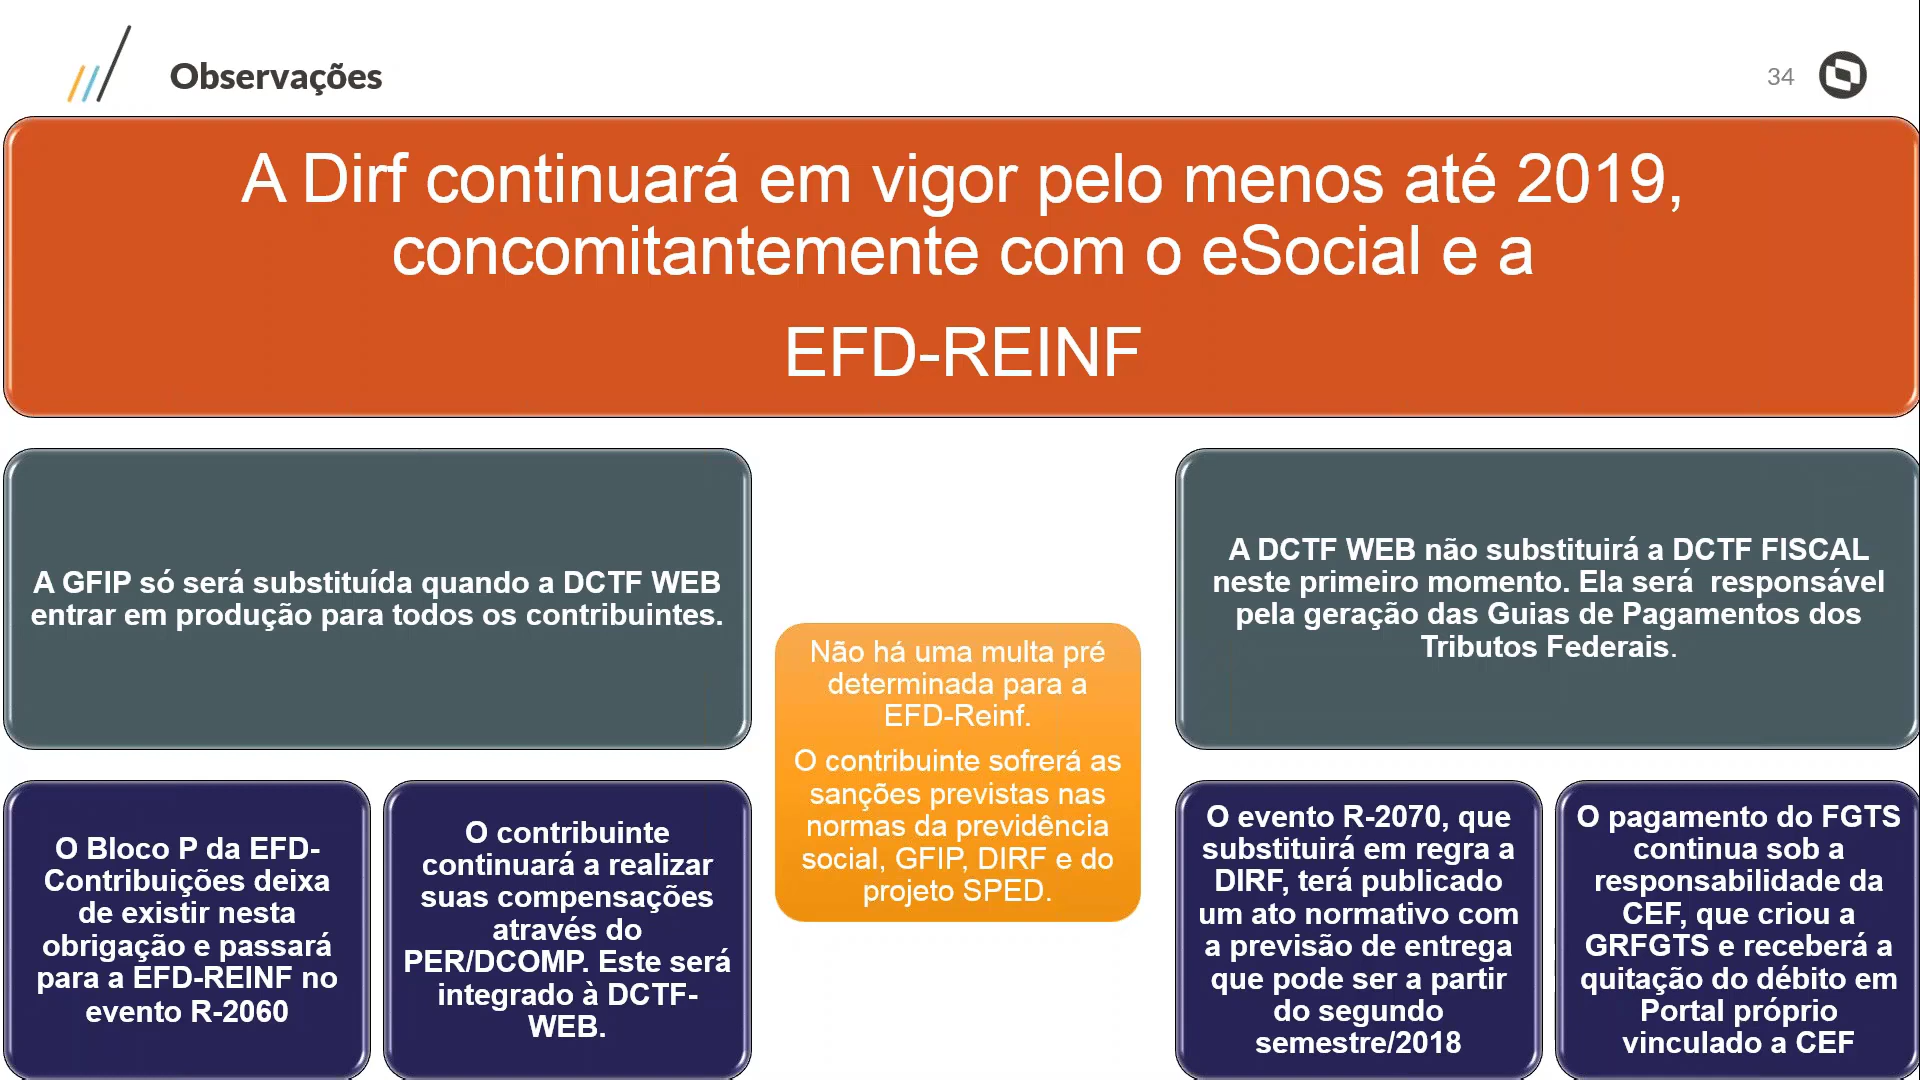 Observações
34
A Dirf continuará em vigor pelo menos até 2019,
concomitantemente com o eSocial e a
EFD-REINF
A GFIP só será substituída quando a DCTF WEB
entrar em produção para todos os contribuintes.
Não há uma multa pré
determinada para a
EFD-Reinf.
O contribuinte sofrerá as
sanções previstas nas
normas da previdência
social, GFIP, DIRF e do
projeto SPED.
A DCTF WEB não substituirá a DCTF FISCAL
neste primeiro momento. Ela será  responsável
pela geração das Guias de Pagamentos dos
Tributos Federais.
O Bloco P da EFD-
Contribuições deixa
de existir nesta
obrigação e passará
para a EFD-REINF no
evento R-2060
O contribuinte
continuará a realizar
suas compensações
através do
PER/DCOMP. Este será
integrado à DCTF-
WEB.
O evento R-2070, que
substituirá em regra a
DIRF, terá publicado
um ato normativo com
a previsão de entrega
que pode ser a partir
do segundo
semestre/2018
O pagamento do FGTS
continua sob a
responsabilidade da
CEF, que criou a
GRFGTS e receberá a
quitação do débito em
Portal próprio
vinculado a CEF